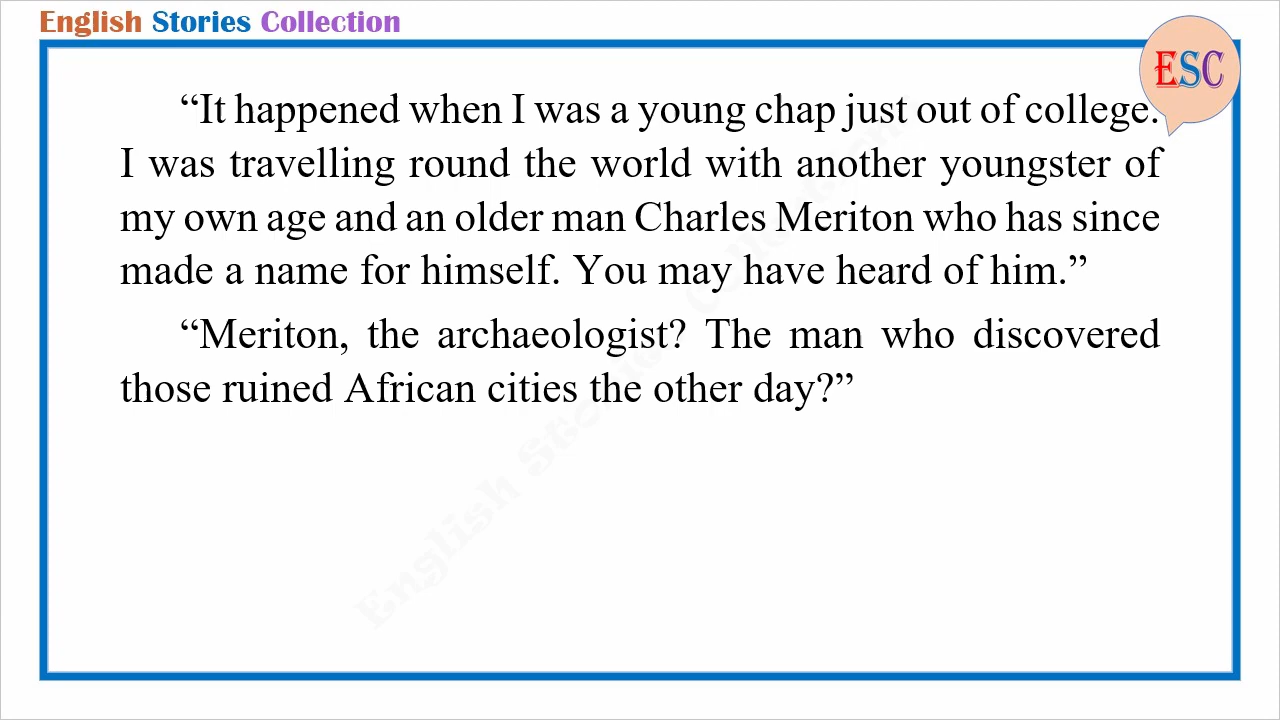 English Stories Collection
ESC
“It happened when I was a young chap just out of college.
I was travelling round the world with another youngster of
my own age and an older man Charles Meriton who has since
made a name for himself. You may have heard of him.”
“Meriton, the archaeologist? The man who discovered
those ruined African cities the other day?”
English Stories Collection